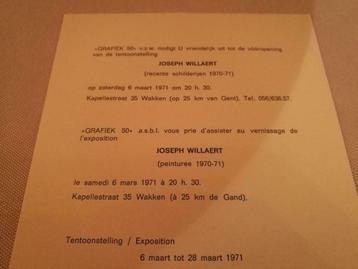 «GRAFIEK 50» v.z.w. nodigt U vriendelijk uit tot de vóóropening
van de tentoonstelling
JOSEPH WILLAERT
(recente schilderijen 1970-71)
op zaterdag 6 maart 1971 om 20 h. 30.
Kapellestraat 35 Wakken (op 25 km van Gent). Tel. 056/636.57.
«GRAFIEK 50» a.s.b.l. vous prie d'assister au vernissage de
l'exposition
JOSEPH WILLAERT
(peintures 1970-71)
le samedi 6 mars 1971 à 20 h. 30.
Kapellestraat 35 Wakken (à 25 km de Gand).
Tentoonstelling / Exposition
6 maart tot 28 maart 1971